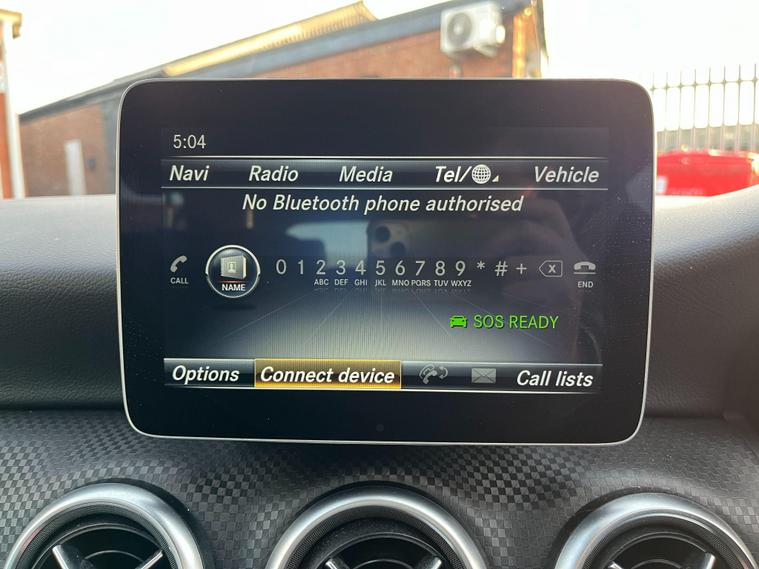 5:04
Navi Radio Media Tel/ Vehicle
No Bluetooth phone authorised
CALL NAME 0 1 2 3 4 5 6 7 8 9 * # + X END
ABC DEF GHI JKL MNO PQRS TUV WXYZ
SOS READY
Options Connect device Call lists